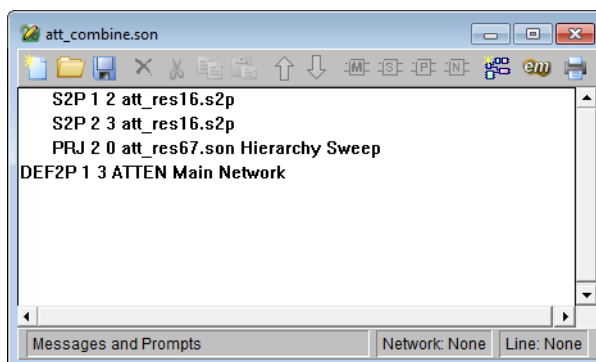 att_combine.son
M S P N em
S2P 1 2 att_res16.s2p
S2P 2 3 att_res16.s2p
PRJ 2 0 att_res67.son Hierarchy Sweep
DEF2P 1 3 ATTEN Main Network
Messages and Prompts Network: None Line: None